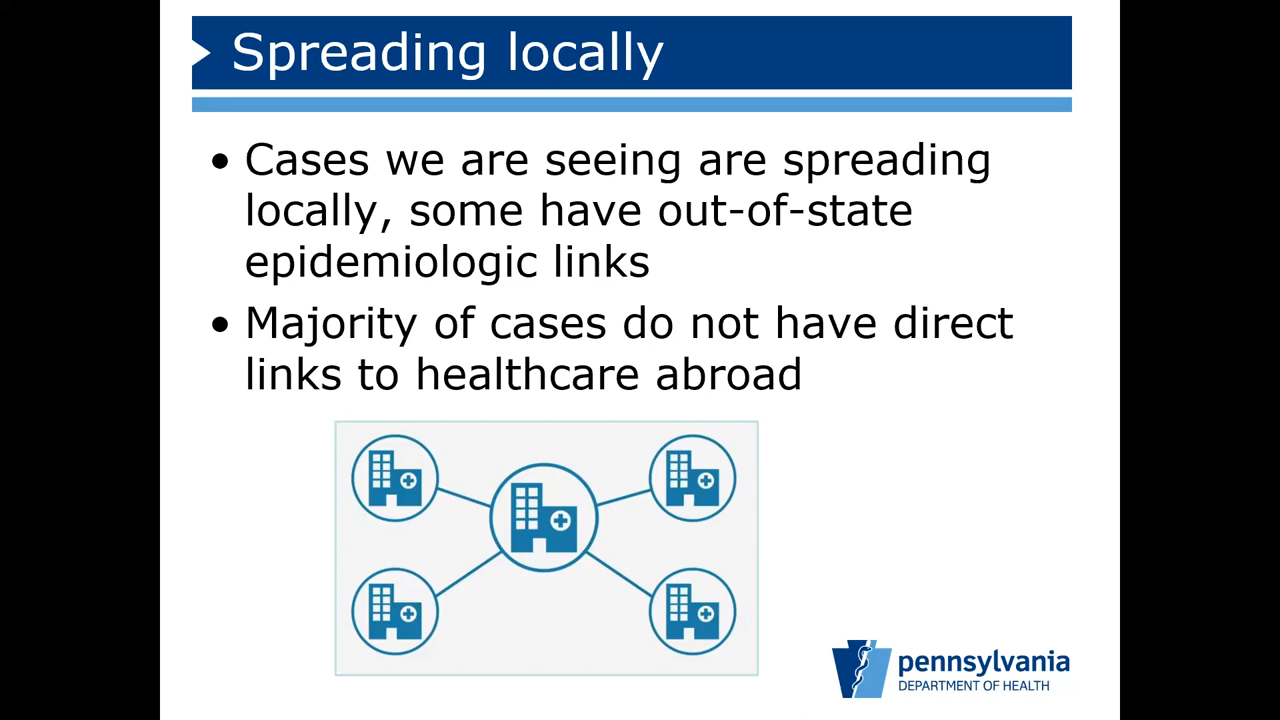 Spreading locally
• Cases we are seeing are spreading
locally, some have out-of-state
epidemiologic links
• Majority of cases do not have direct
links to healthcare abroad
pennsylvania
DEPARTMENT OF HEALTH